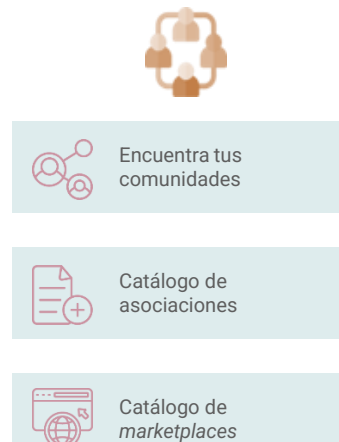 Encuentra tus
comunidades
Catálogo de
asociaciones
Catálogo de
marketplaces